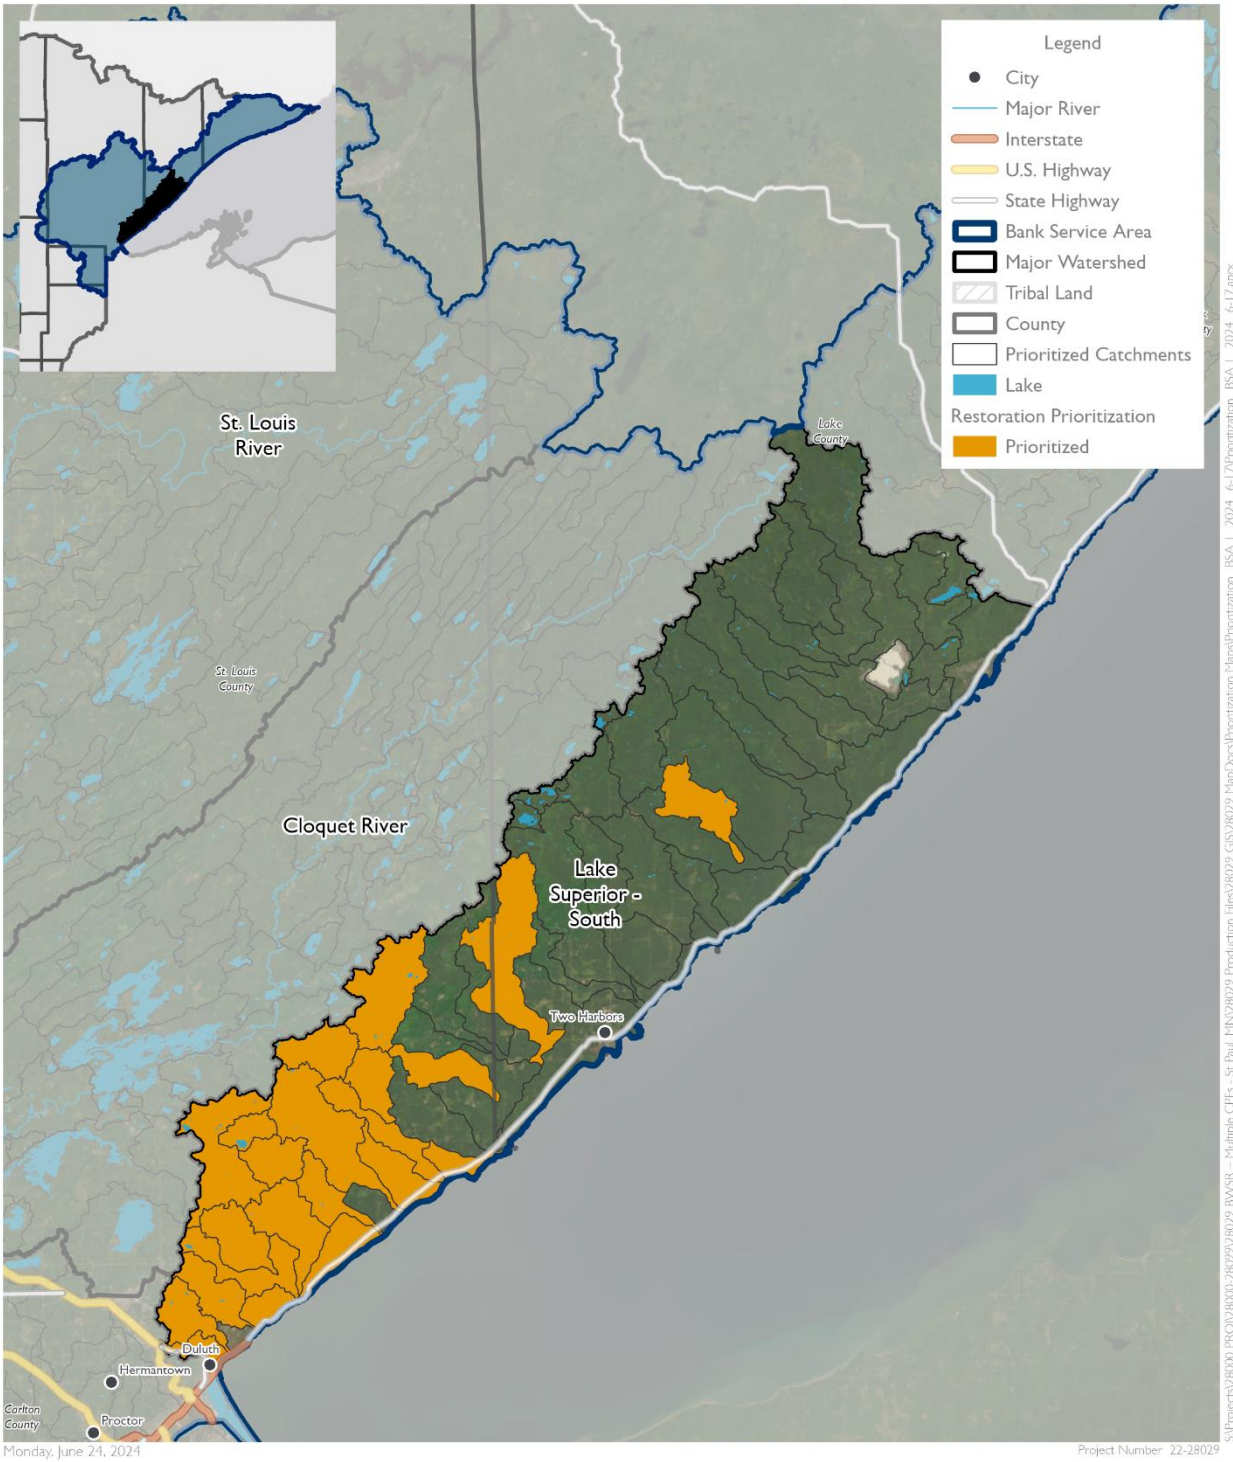 Legend
City
Major River
Interstate
U.S. Highway
State Highway
Bank Service Area
Major Watershed
Tribal Land
County
Prioritized Catchments
Lake
Restoration Prioritization
Prioritized
St. Louis
River
Lake
County
St. Louis
County
Cloquet River
Lake
Superior -
South
Two Harbors
Duluth
Hermantown
Proctor
Carlton
County
Monday, June 24, 2024
Project Number 22-28029